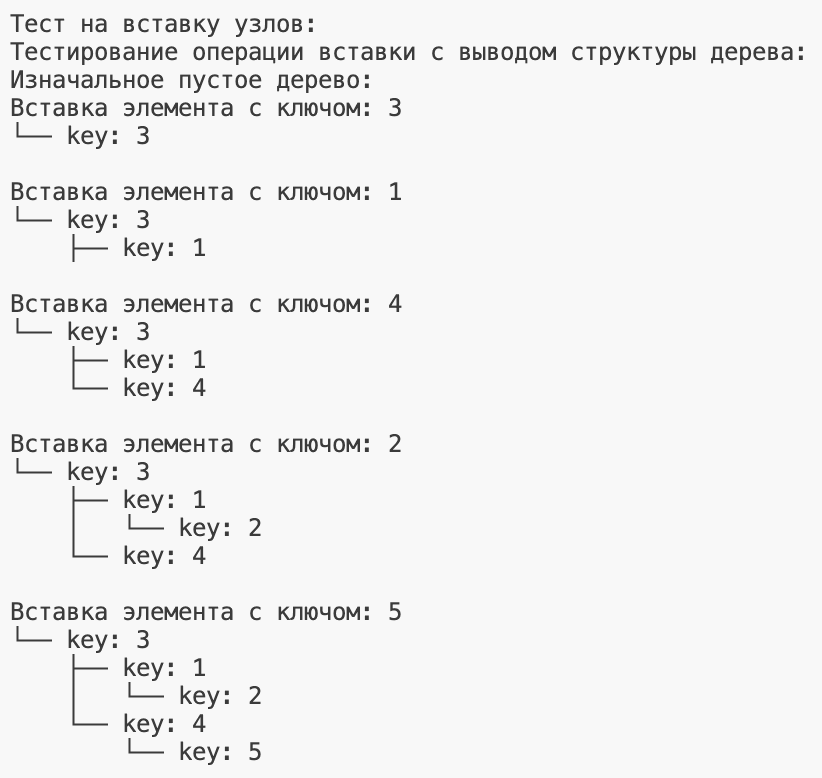 Тест на вставку узлов:
Тестирование операции вставки с выводом структуры дерева:
Изначальное пустое дерево:
Вставка элемента с ключом: 3
└── key: 3

Вставка элемента с ключом: 1
└── key: 3
    ├── key: 1

Вставка элемента с ключом: 4
└── key: 3
    ├── key: 1
    └── key: 4

Вставка элемента с ключом: 2
└── key: 3
    ├── key: 1
    │   └── key: 2
    └── key: 4

Вставка элемента с ключом: 5
└── key: 3
    ├── key: 1
    │   └── key: 2
    └── key: 4
        └── key: 5